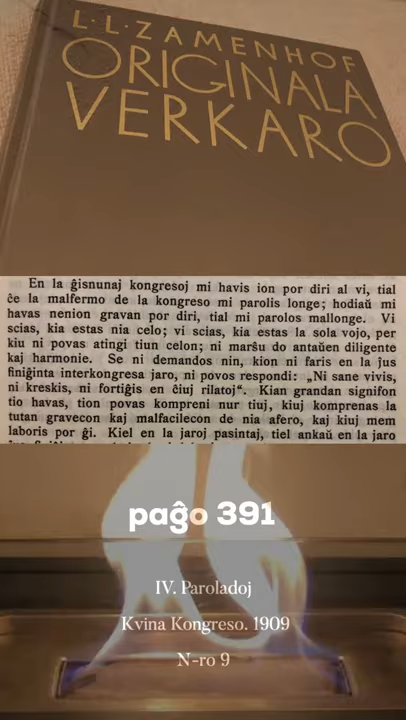 L·L·ZAMENHOF
ORIGINALA
VERKARO
En la ĝisnunaj kongresoj mi havis ion por diri al vi, tial
ĉe la malfermo de la kongreso mi parolis longe; hodiaŭ mi
havas nenion gravan por diri, tial mi parolos mallonge. Vi
scias, kia estas nia celo; vi scias, kia estas la sola vojo, per
kiu ni povas atingi tiun celon; ni marŝu do antaŭen diligente
kaj harmonie. Se ni demandos nin, kion ni faris en la jus
finiĝinta interkongresa jaro, ni povos respondi: „Ni sane vivis,
ni kreskis, ni fortiĝis en ĉiuj rilatoj“. Kian grandan signifon
tio havas, tion povas kompreni nur tiuj, kiuj komprenas la
tutan gravecon kaj malfacilecon de nia afero, kaj kiuj mem
laboris por ĝi. Kiel en la jaroj pasintaj, tiel ankaŭ en la jaro
paĝo 391
IV. Paroladoj
Kvina Kongreso. 1909
N-ro 9